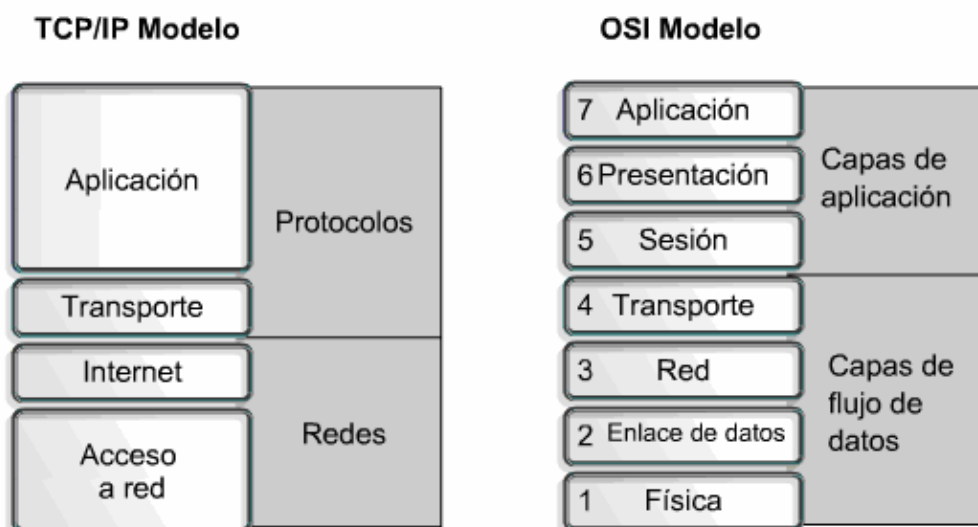 TCP/IP Modelo
Aplicación
Transporte
Internet
Acceso
a red
Protocolos
Redes
OSI Modelo
7 Aplicación
6 Presentación
5 Sesión
4 Transporte
3 Red
2 Enlace de datos
1 Física
Capas de
aplicación
Capas de
flujo de
datos